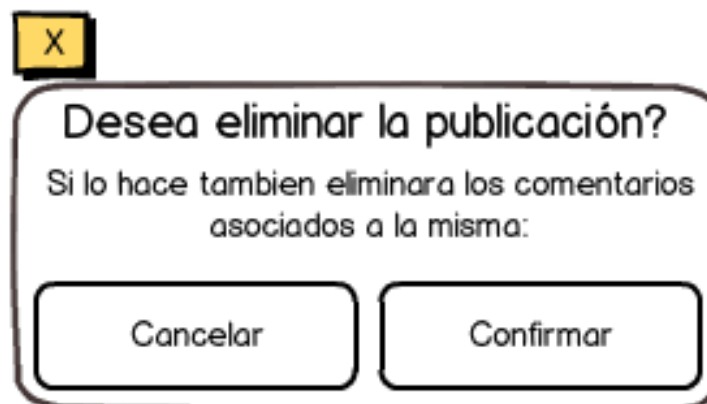 X
Desea eliminar la publicación?
Si lo hace tambien eliminara los comentarios
asociados a la misma:
Cancelar
Confirmar